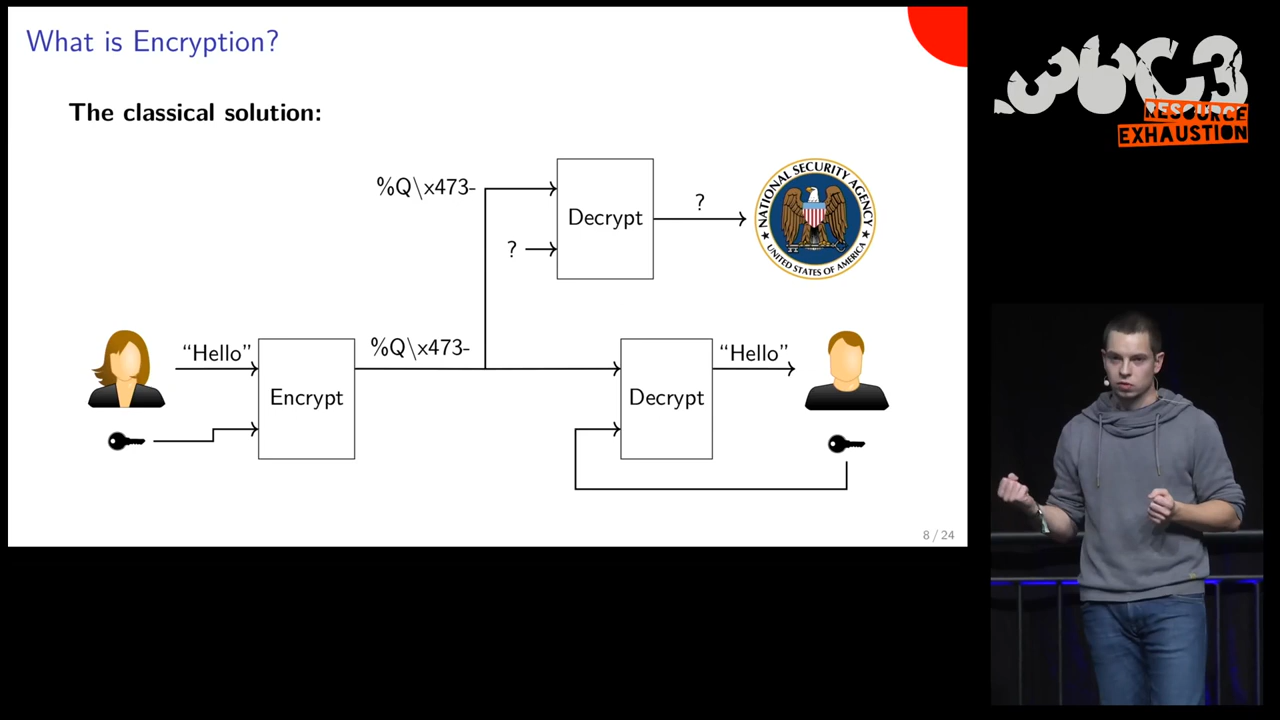 What is Encryption?
The classical solution:
%Q\x473-
?
Decrypt
?
NATIONAL SECURITY AGENCY
UNITED STATES OF AMERICA
"Hello"
Encrypt
%Q\x473-
Decrypt
"Hello"
8 / 24
36C3
RESOURCE
EXHAUSTION